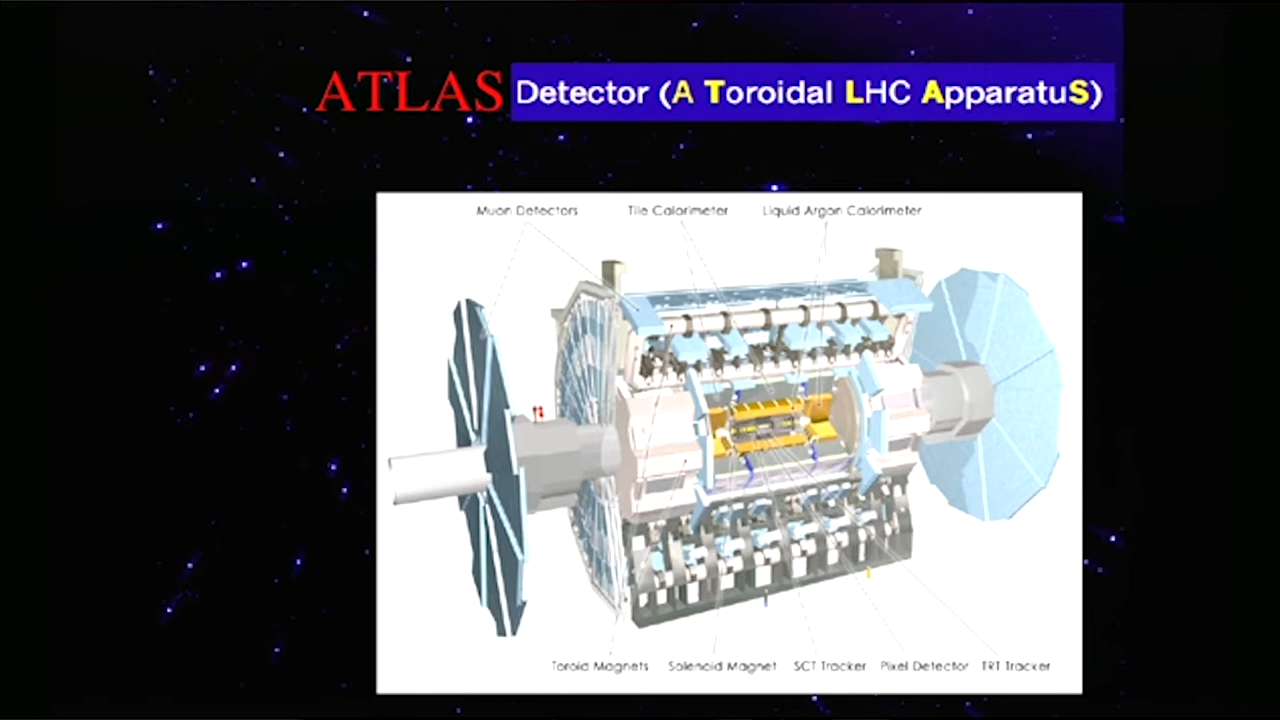 ATLAS Detector (A Toroidal LHC ApparatuS)
Muon Detectors Tile Calorimeter Liquid Argon Calorimeter
Toroid Magnets Solenoid Magnet SCT Tracker Pixel Detector TRT Tracker